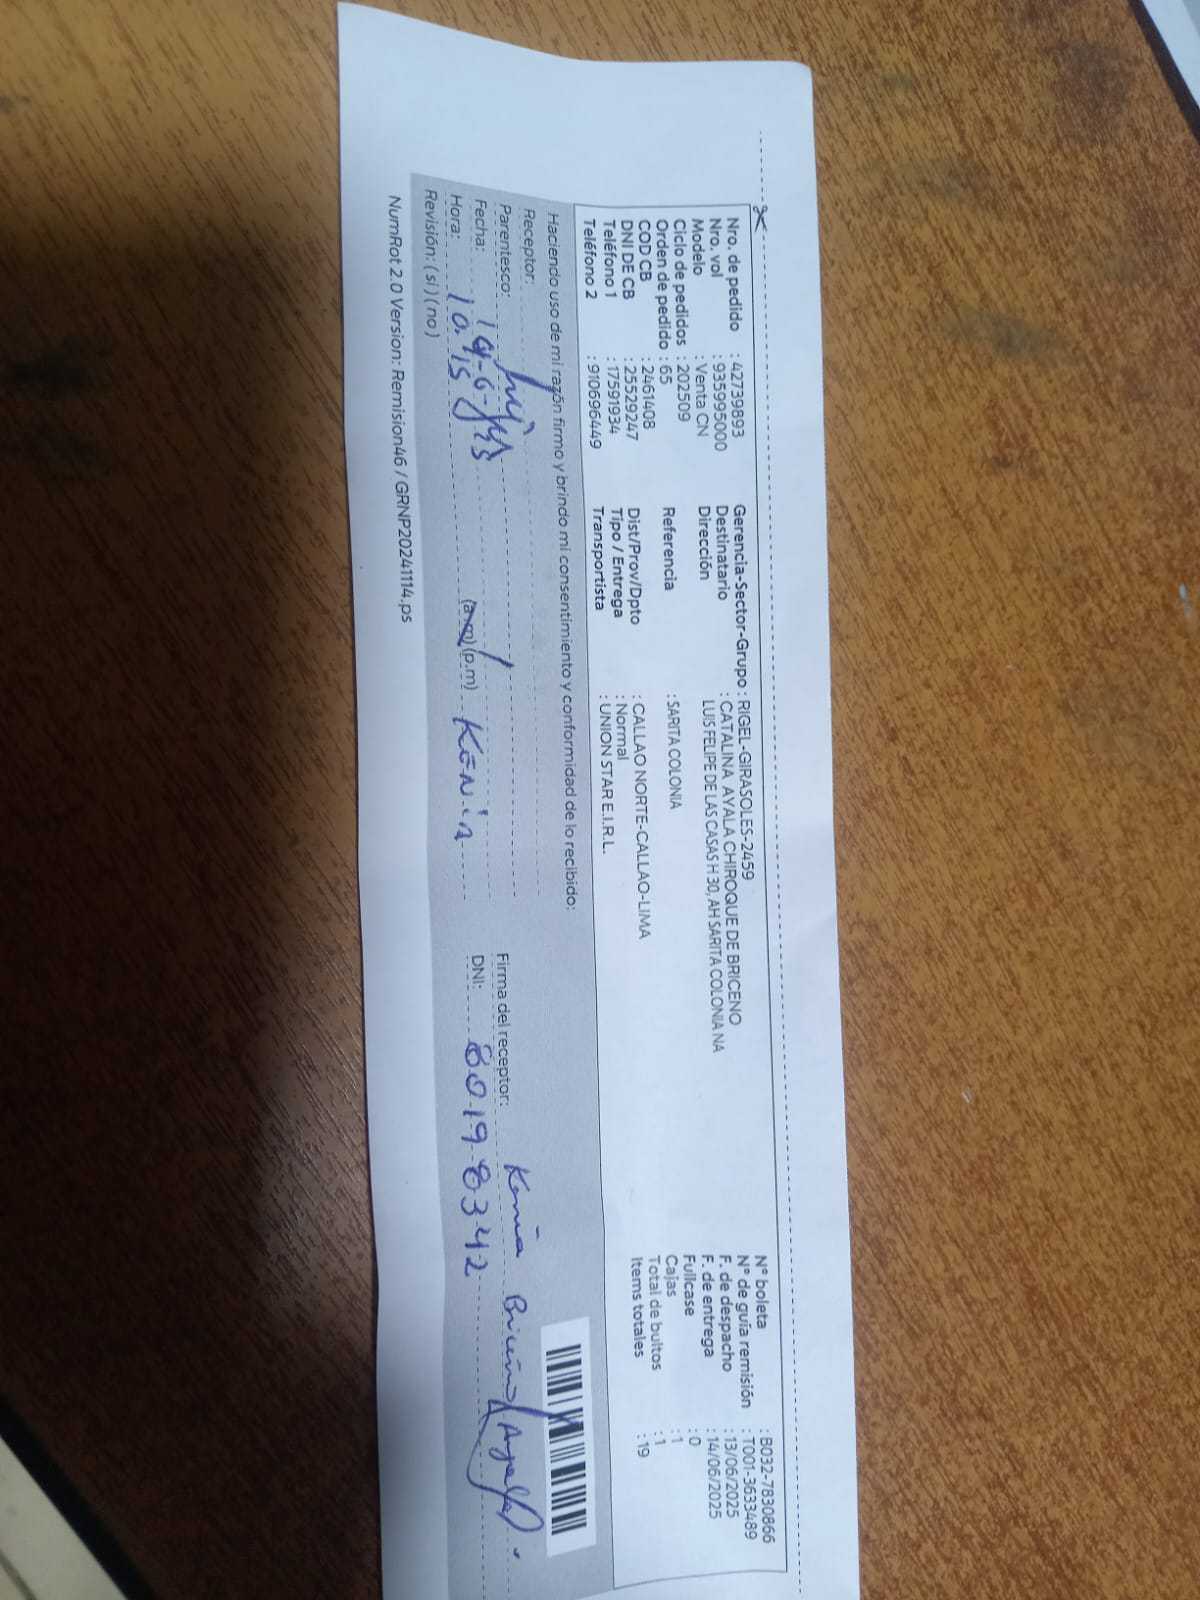 Nro. de pedido : 42739893
Nro. vol : 935995000
Modelo : Venta CN
Ciclo de pedidos : 202509
Orden de pedido : 65
COD CB : 2461408
DNI DE CB : 25529247
Teléfono 1 : 17591934
Teléfono 2 : 910696449
Gerencia-Sector-Grupo : RIGEL-GIRASOLES-2459
Destinatario : CATALINA AYALA CHIROQUE DE BRICENO
Dirección LUIS FELIPE DE LAS CASAS H 30, AH SARITA COLONIA NA
Referencia : SARITA COLONIA
Dist/Prov/Dpto : CALLAO NORTE-CALLAO-LIMA
Tipo / Entrega : Normal
Transportista : UNION STAR E.I.R.L.
N° boleta : B032-7830866
N° de guía remisión : T001-3633489
F. de despacho : 13/06/2025
F. de entrega : 14/06/2025
Fullcase : 0
Cajas : 1
Total de bultos : 1
Items totales : 19
Haciendo uso de mi razón firmo y brindo mi consentimiento y conformidad de lo recibido:
Receptor:
Parentesco:
Fecha:
Hora: 10.15 (a.m) (p.m) Kenia
Revisión: (si) (no)
Firma del receptor: Kenia Briceño Ayala
DNI: 80198342
NumRot 2.0 Version: Remision46 / GRNP20241114.ps